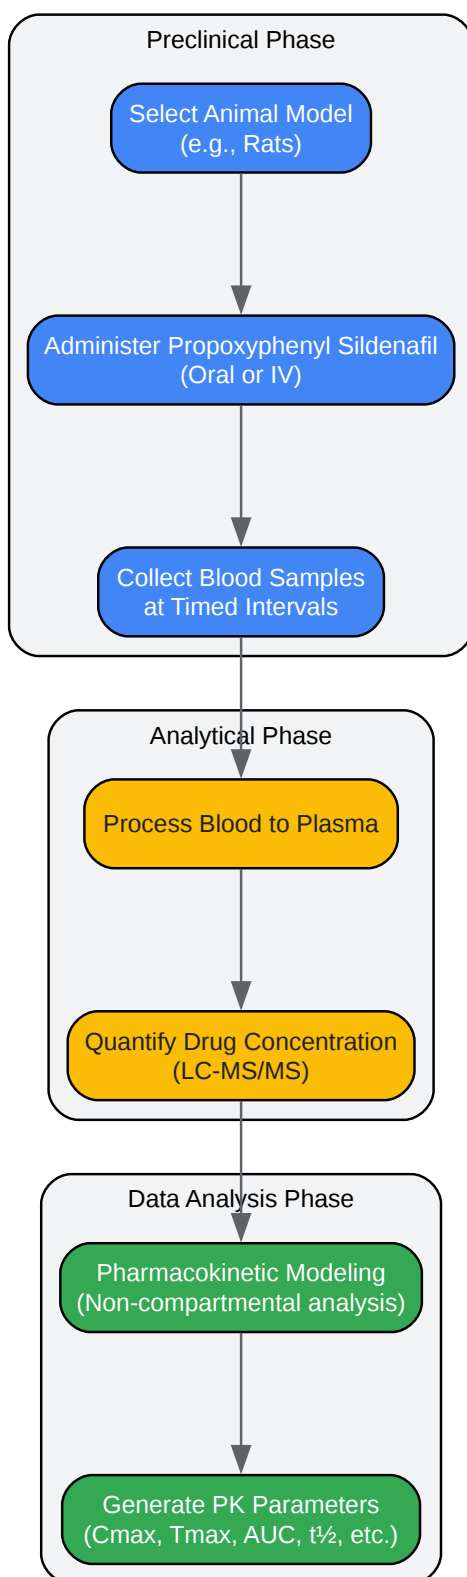 Preclinical Phase
Select Animal Model
(e.g., Rats)
Administer Propoxyphenyl Sildenafil
(Oral or IV)
Collect Blood Samples
at Timed Intervals
Analytical Phase
Process Blood to Plasma
Quantify Drug Concentration
(LC-MS/MS)
Data Analysis Phase
Pharmacokinetic Modeling
(Non-compartmental analysis)
Generate PK Parameters
(Cmax, Tmax, AUC, t½, etc.)